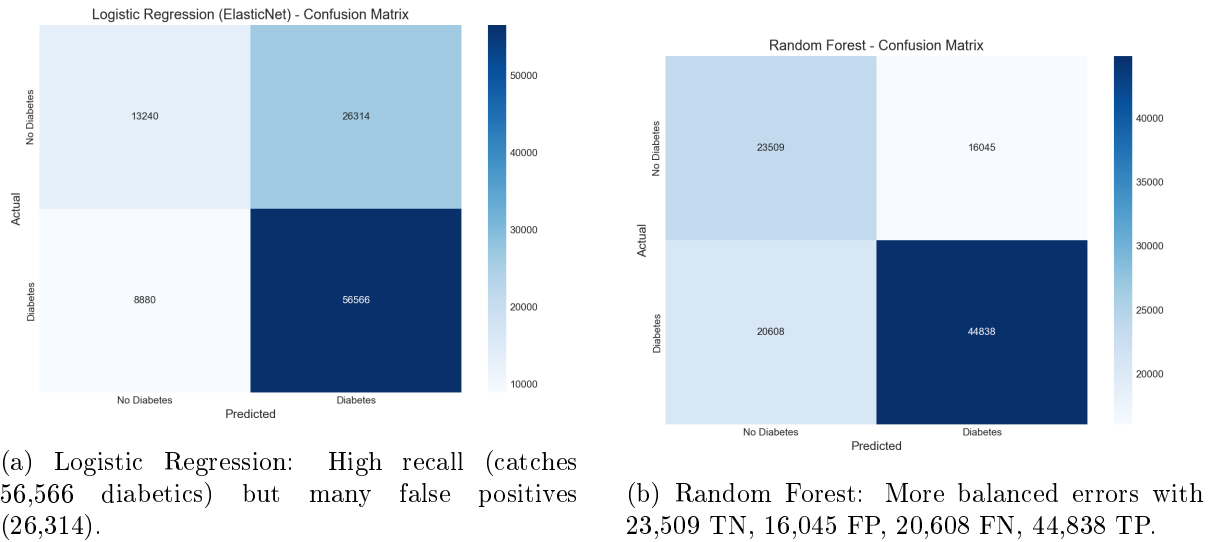 Logistic Regression (ElasticNet) - Confusion Matrix
No Diabetes
Diabetes
Actual
13240
26314
8880
56566
50000
40000
30000
20000
10000
No Diabetes
Diabetes
Predicted
(a) Logistic Regression: High recall (catches
56,566 diabetics) but many false positives
(26,314).
Random Forest - Confusion Matrix
No Diabetes
Diabetes
Actual
23509
16045
20608
44838
40000
35000
30000
25000
20000
No Diabetes
Diabetes
Predicted
(b) Random Forest: More balanced errors with
23,509 TN, 16,045 FP, 20,608 FN, 44,838 TP.